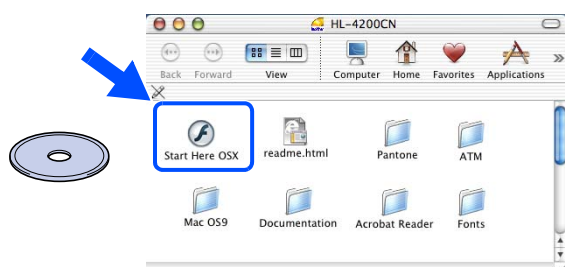 HL-4200CN
Back Forward View Computer Home Favorites Applications
Start Here OSX readme.html Pantone ATM
Mac OS9 Documentation Acrobat Reader Fonts